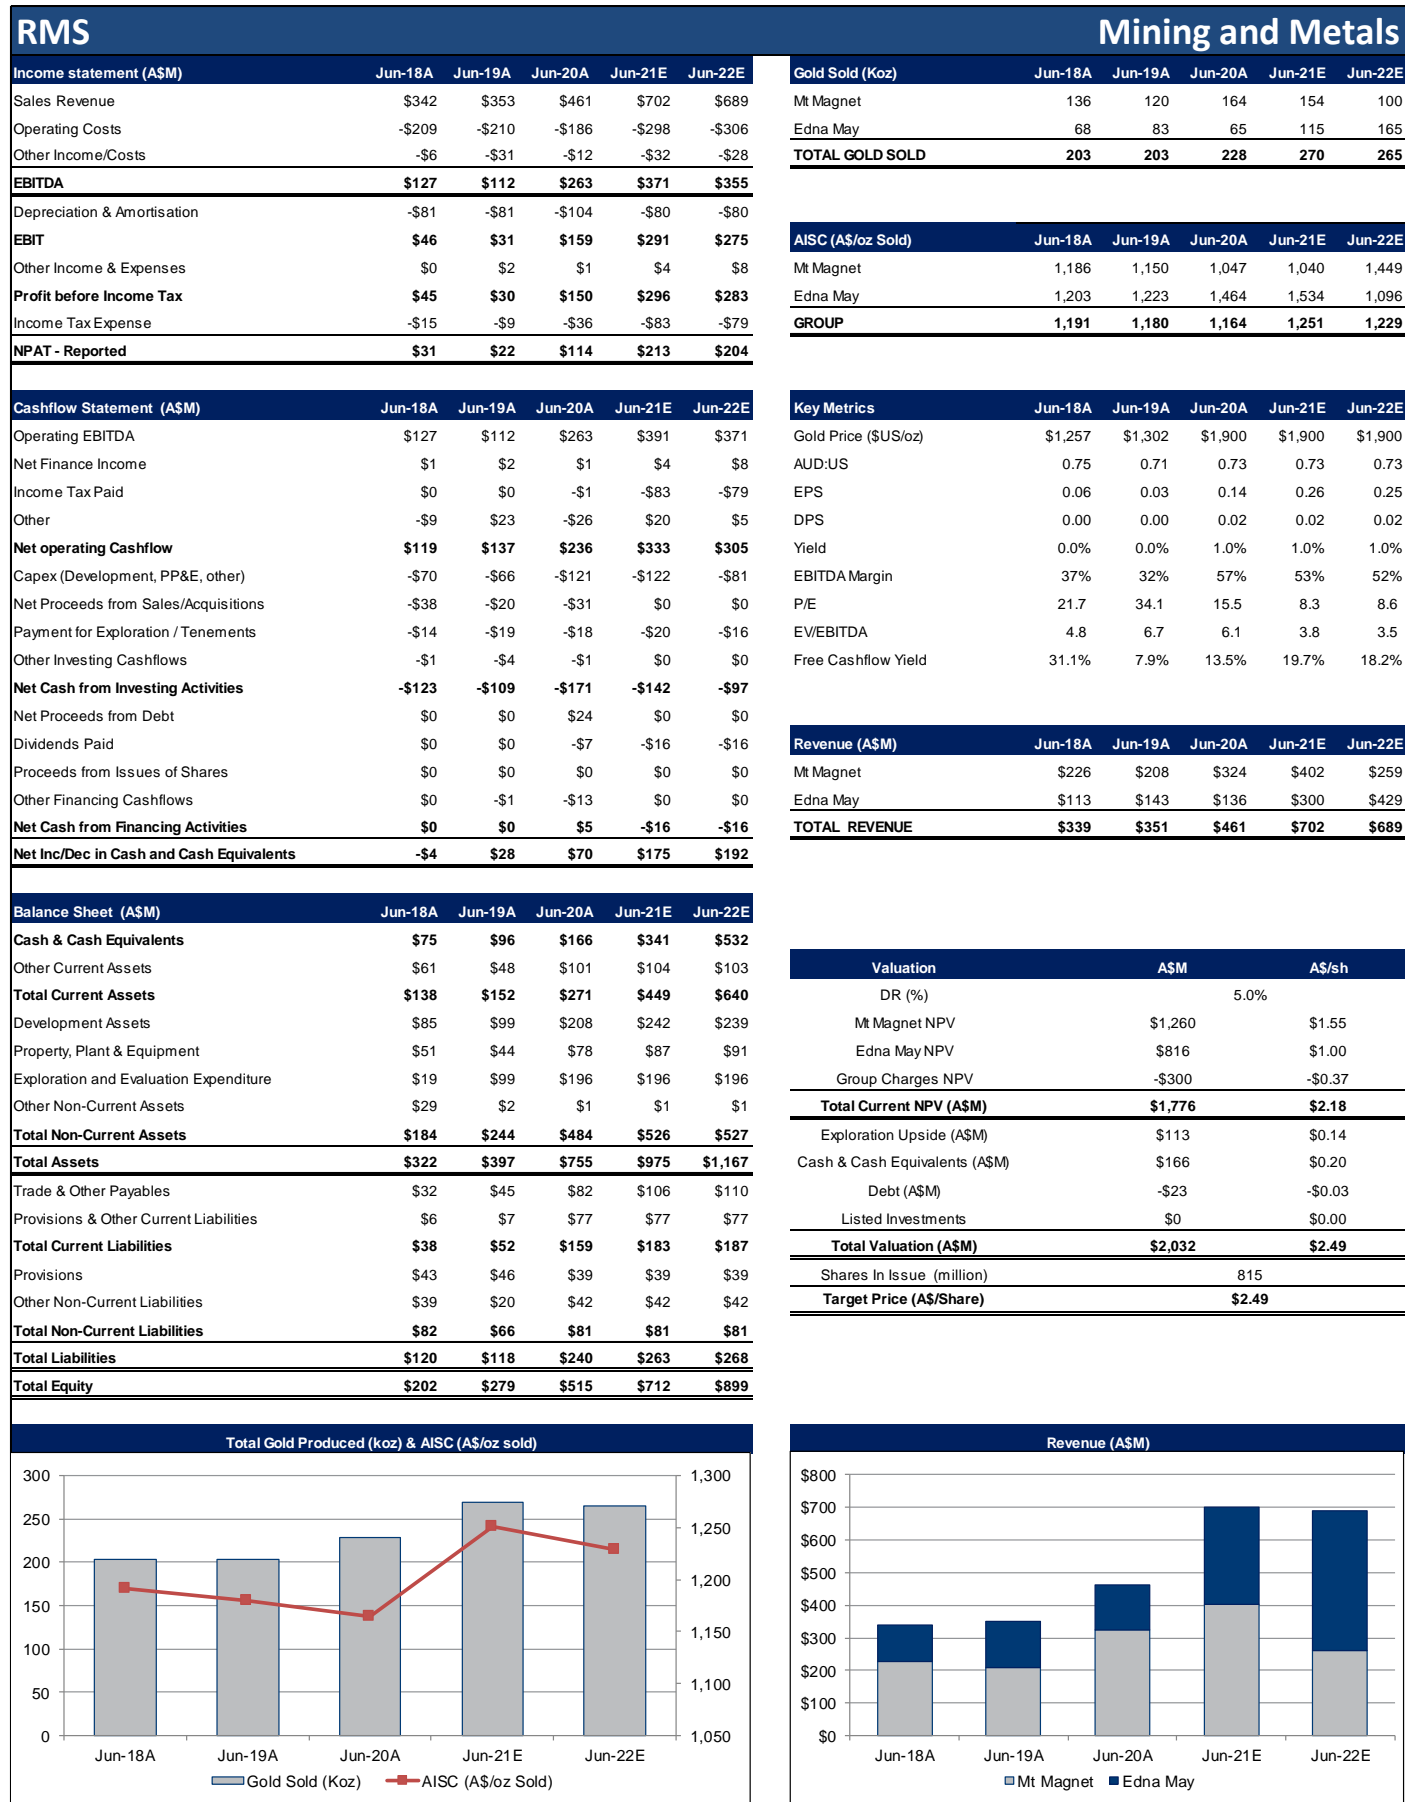 RMS Mining and Metals
Income statement (A$M) Jun-18A Jun-19A Jun-20A Jun-21E Jun-22E
Sales Revenue $342 $353 $461 $702 $689
Operating Costs -$209 -$210 -$186 -$298 -$306
Other Income/Costs -$6 -$31 -$12 -$32 -$28
EBITDA $127 $112 $263 $371 $355
Depreciation & Amortisation -$81 -$81 -$104 -$80 -$80
EBIT $46 $31 $159 $291 $275
Other Income & Expenses $0 $2 $1 $4 $8
Profit before Income Tax $45 $30 $150 $296 $283
Income Tax Expense -$15 -$9 -$36 -$83 -$79
NPAT - Reported $31 $22 $114 $213 $204
Cashflow Statement (A$M) Jun-18A Jun-19A Jun-20A Jun-21E Jun-22E
Operating EBITDA $127 $112 $263 $391 $371
Net Finance Income $1 $2 $1 $4 $8
Income Tax Paid $0 $0 -$1 -$83 -$79
Other -$9 $23 -$26 $20 $5
Net operating Cashflow $119 $137 $236 $333 $305
Capex (Development, PP&E, other) -$70 -$66 -$121 -$122 -$81
Net Proceeds from Sales/Acquisitions -$38 -$20 -$31 $0 $0
Payment for Exploration / Tenements -$14 -$19 -$18 -$20 -$16
Other Investing Cashflows -$1 -$4 -$1 $0 $0
Net Cash from Investing Activities -$123 -$109 -$171 -$142 -$97
Net Proceeds from Debt $0 $0 $24 $0 $0
Dividends Paid $0 $0 -$7 -$16 -$16
Proceeds from Issues of Shares $0 $0 $0 $0 $0
Other Financing Cashflows $0 -$1 -$13 $0 $0
Net Cash from Financing Activities $0 $0 $5 -$16 -$16
Net Inc/Dec in Cash and Cash Equivalents -$4 $28 $70 $175 $192
Balance Sheet (A$M) Jun-18A Jun-19A Jun-20A Jun-21E Jun-22E
Cash & Cash Equivalents $75 $96 $166 $341 $532
Other Current Assets $61 $48 $101 $104 $103
Total Current Assets $138 $152 $271 $449 $640
Development Assets $85 $99 $208 $242 $239
Property, Plant & Equipment $51 $44 $78 $87 $91
Exploration and Evaluation Expenditure $19 $99 $196 $196 $196
Other Non-Current Assets $29 $2 $1 $1 $1
Total Non-Current Assets $184 $244 $484 $526 $527
Total Assets $322 $397 $755 $975 $1,167
Trade & Other Payables $32 $45 $82 $106 $110
Provisions & Other Current Liabilities $6 $7 $77 $77 $77
Total Current Liabilities $38 $52 $159 $183 $187
Provisions $43 $46 $39 $39 $39
Other Non-Current Liabilities $39 $20 $42 $42 $42
Total Non-Current Liabilities $82 $66 $81 $81 $81
Total Liabilities $120 $118 $240 $263 $268
Total Equity $202 $279 $515 $712 $899
Gold Sold (Koz) Jun-18A Jun-19A Jun-20A Jun-21E Jun-22E
Mt Magnet 136 120 164 154 100
Edna May 68 83 65 115 165
TOTAL GOLD SOLD 203 203 228 270 265
AISC (A$/oz Sold) Jun-18A Jun-19A Jun-20A Jun-21E Jun-22E
Mt Magnet 1,186 1,150 1,047 1,040 1,449
Edna May 1,203 1,223 1,464 1,534 1,096
GROUP 1,191 1,180 1,164 1,251 1,229
Key Metrics Jun-18A Jun-19A Jun-20A Jun-21E Jun-22E
Gold Price ($US/oz) $1,257 $1,302 $1,900 $1,900 $1,900
AUD:US 0.75 0.71 0.73 0.73 0.73
EPS 0.06 0.03 0.14 0.26 0.25
DPS 0.00 0.00 0.02 0.02 0.02
Yield 0.0% 0.0% 1.0% 1.0% 1.0%
EBITDA Margin 37% 32% 57% 53% 52%
P/E 21.7 34.1 15.5 8.3 8.6
EV/EBITDA 4.8 6.7 6.1 3.8 3.5
Free Cashflow Yield 31.1% 7.9% 13.5% 19.7% 18.2%
Revenue (A$M) Jun-18A Jun-19A Jun-20A Jun-21E Jun-22E
Mt Magnet $226 $208 $324 $402 $259
Edna May $113 $143 $136 $300 $429
TOTAL REVENUE $339 $351 $461 $702 $689
Valuation A$M A$/sh
DR (%) 5.0%
Mt Magnet NPV $1,260 $1.55
Edna May NPV $816 $1.00
Group Charges NPV -$300 -$0.37
Total Current NPV (A$M) $1,776 $2.18
Exploration Upside (A$M) $113 $0.14
Cash & Cash Equivalents (A$M) $166 $0.20
Debt (A$M) -$23 -$0.03
Listed Investments $0 $0.00
Total Valuation (A$M) $2,032 $2.49
Shares In Issue (million) 815
Target Price (A$/Share) $2.49
Total Gold Produced (koz) & AISC (A$/oz sold)
300 1,300
250 1,250
200 1,200
150 1,150
100 1,100
50
0 1,050
Jun-18A Jun-19A Jun-20A Jun-21E Jun-22E
Gold Sold (Koz) AISC (A$/oz Sold)
Revenue (A$M)
$800
$700
$600
$500
$400
$300
$200
$100
$0
Jun-18A Jun-19A Jun-20A Jun-21E Jun-22E
Mt Magnet Edna May